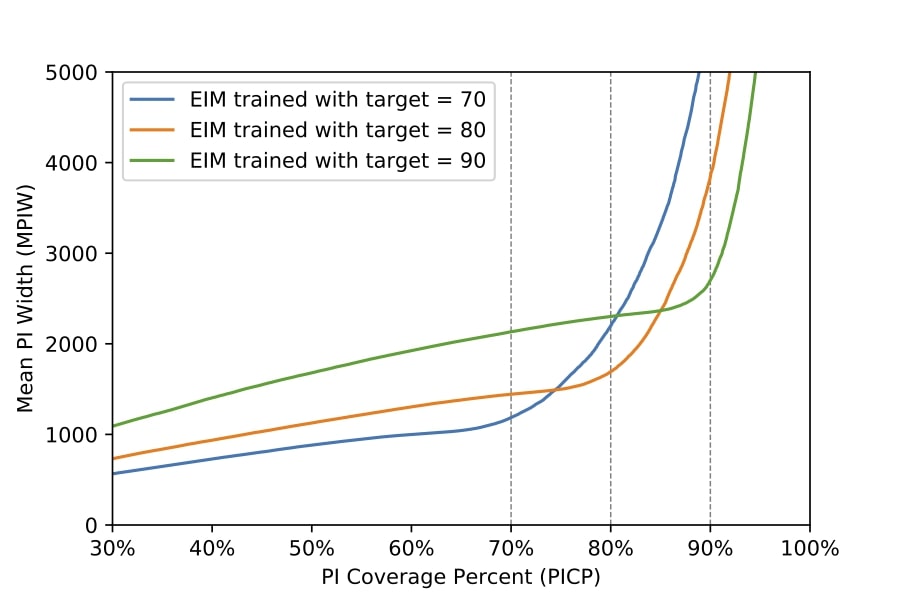 5000
4000
3000
2000
1000
0
Mean PI Width (MPIW)
EIM trained with target = 70
EIM trained with target = 80
EIM trained with target = 90
30% 40% 50% 60% 70% 80% 90% 100%
PI Coverage Percent (PICP)